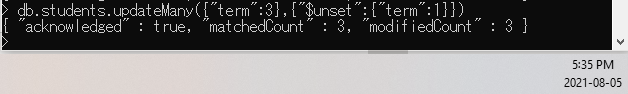 > db.students.updateMany({"term":3},{"$unset":{"term":1}})
{ "acknowledged" : true, "matchedCount" : 3, "modifiedCount" : 3 }
>
5:35 PM
2021-08-05